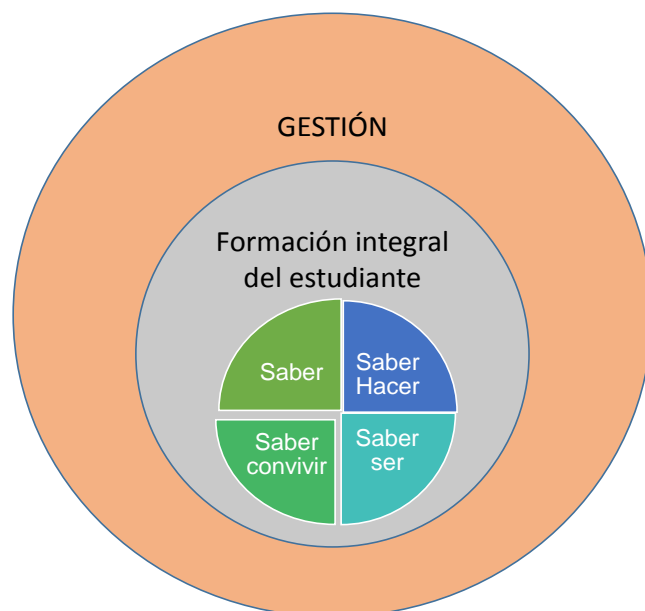 GESTIÓN
Formación integral
del estudiante
Saber
Saber
Hacer
Saber
convivir
Saber
ser